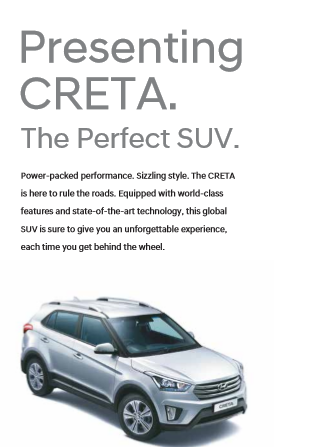 Presenting
CRETA.
The Perfect SUV.
Power-packed performance. Sizzling style. The CRETA
is here to rule the roads. Equipped with world-class
features and state-of-the-art technology, this global
SUV is sure to give you an unforgettable experience,
each time you get behind the wheel.
CRETA